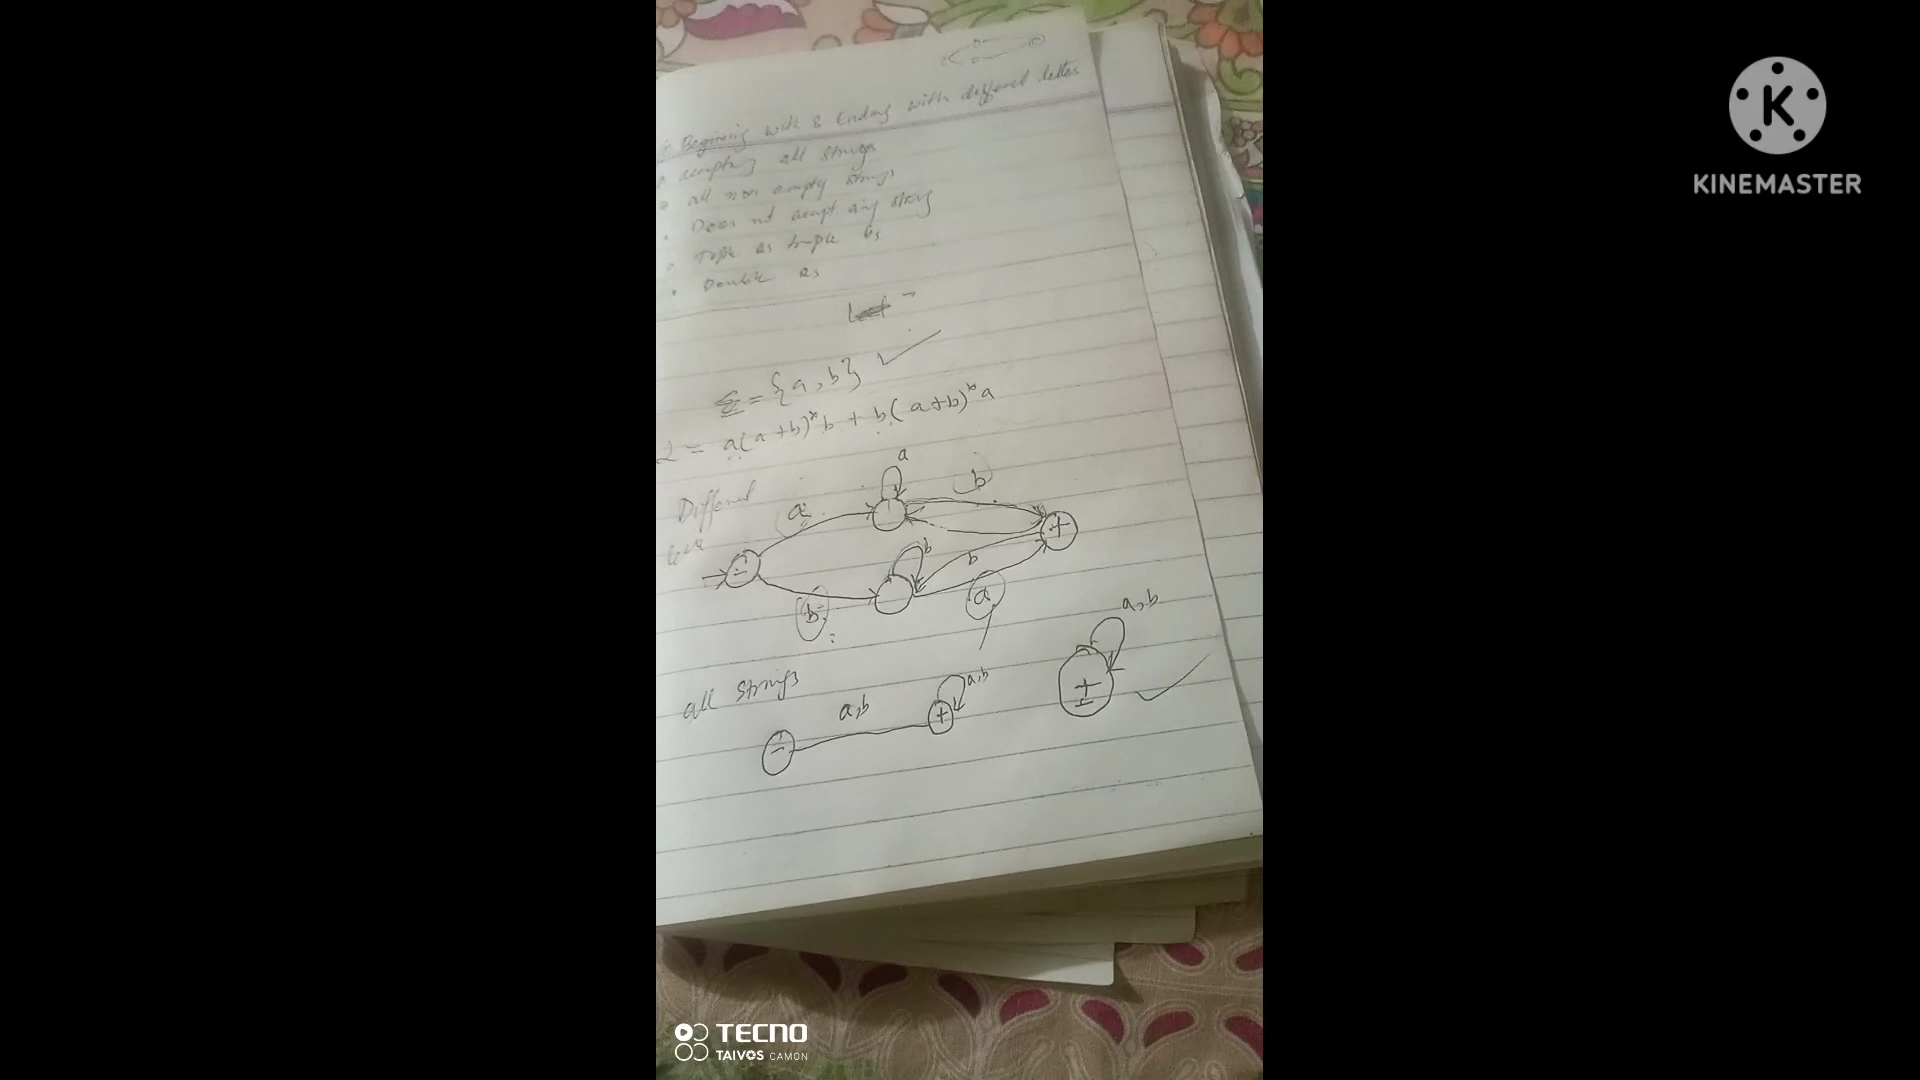 Begining with & Ending with different letter
accepting all strings
all non empty strings
Does not accept any string
Triple as triple bs
Double as
Σ = {a,b}
L = a(a+b)*b + b(a+b)*a
Different
a
a
b
b
b
b
a
-
+
all strings
a,b
a,b
a,b
-
+
±
KINEMASTER
TECNO
TAIVOS CAMON